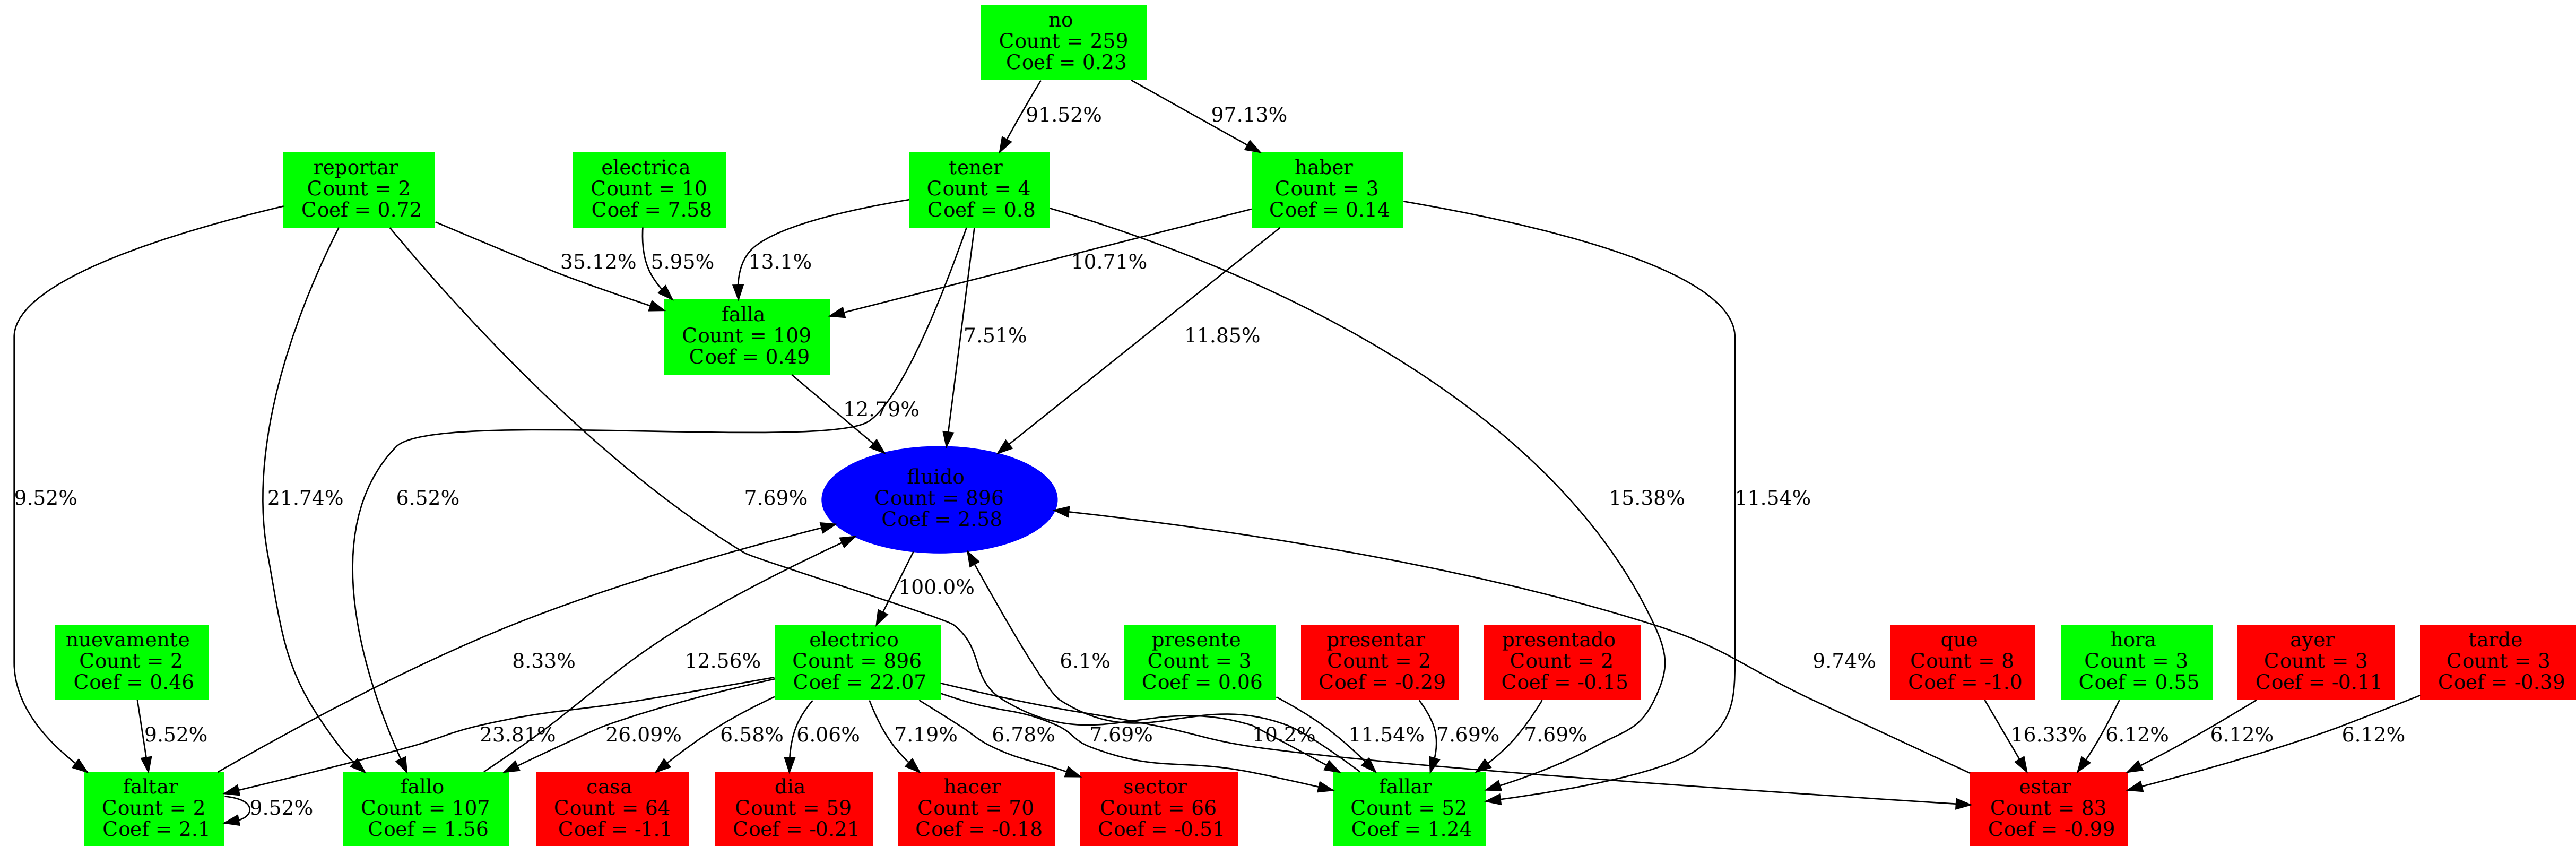 no
Count = 259
Coef = 0.23
91.52%
97.13%
reportar
Count = 2
Coef = 0.72
electrica
Count = 10
Coef = 7.58
tener
Count = 4
Coef = 0.8
haber
Count = 3
Coef = 0.14
35.12%
5.95%
13.1%
10.71%
falla
Count = 109
Coef = 0.49
7.51%
11.85%
12.79%
9.52%
21.74%
6.52%
7.69%
fluido
Count = 896
Coef = 2.58
15.38%
11.54%
100.0%
nuevamente
Count = 2
Coef = 0.46
8.33%
12.56%
electrico
Count = 896
Coef = 22.07
6.1%
presente
Count = 3
Coef = 0.06
presentar
Count = 2
Coef = -0.29
presentado
Count = 2
Coef = -0.15
9.74%
que
Count = 8
Coef = -1.0
hora
Count = 3
Coef = 0.55
ayer
Count = 3
Coef = -0.11
tarde
Count = 3
Coef = -0.39
9.52%
23.81%
26.09%
6.58%
6.06%
7.19%
6.78%
7.69%
10.2%
11.54%
7.69%
7.69%
16.33%
6.12%
6.12%
6.12%
faltar
Count = 2
Coef = 2.1
9.52%
fallo
Count = 107
Coef = 1.56
casa
Count = 64
Coef = -1.1
dia
Count = 59
Coef = -0.21
hacer
Count = 70
Coef = -0.18
sector
Count = 66
Coef = -0.51
fallar
Count = 52
Coef = 1.24
estar
Count = 83
Coef = -0.99